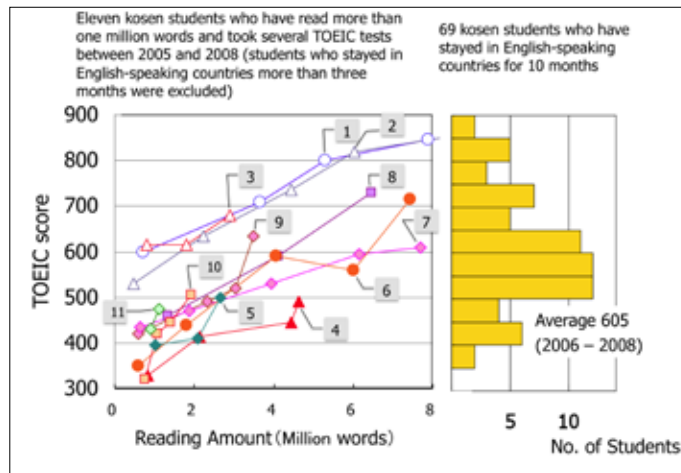 Eleven kosen students who have read more than
one million words and took several TOEIC tests
between 2005 and 2008 (students who stayed in
English-speaking countries more than three
months were excluded)
69 kosen students who have
stayed in English-speaking
countries for 10 months
900
800
700
600
500
400
300
TOEIC score
1
2
3
8
9
7
10
6
11
5
4
Average 605
(2006 – 2008)
0
2
4
6
8
5
10
Reading Amount(Million words)
No. of Students